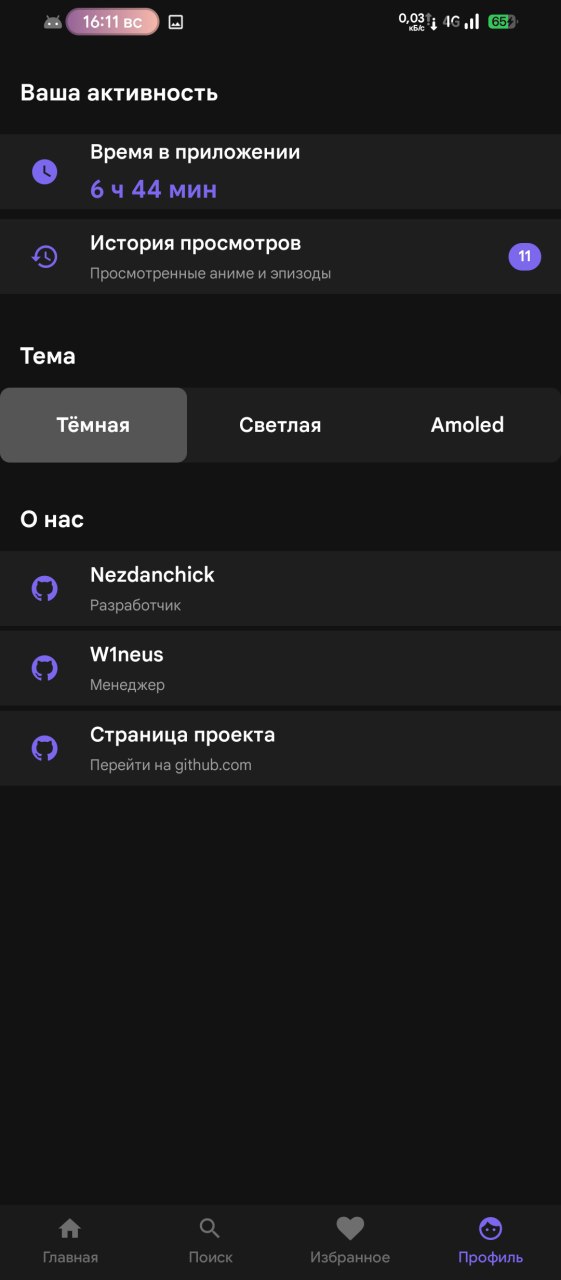 16:11 вс
0,03 кБ/с 4G 65
Ваша активность
Время в приложении
6 ч 44 мин
История просмотров
Просмотренные аниме и эпизоды
11
Тема
Тёмная Светлая Amoled
О нас
Nezdanchick
Разработчик
W1neus
Менеджер
Страница проекта
Перейти на github.com
Главная Поиск Избранное Профиль